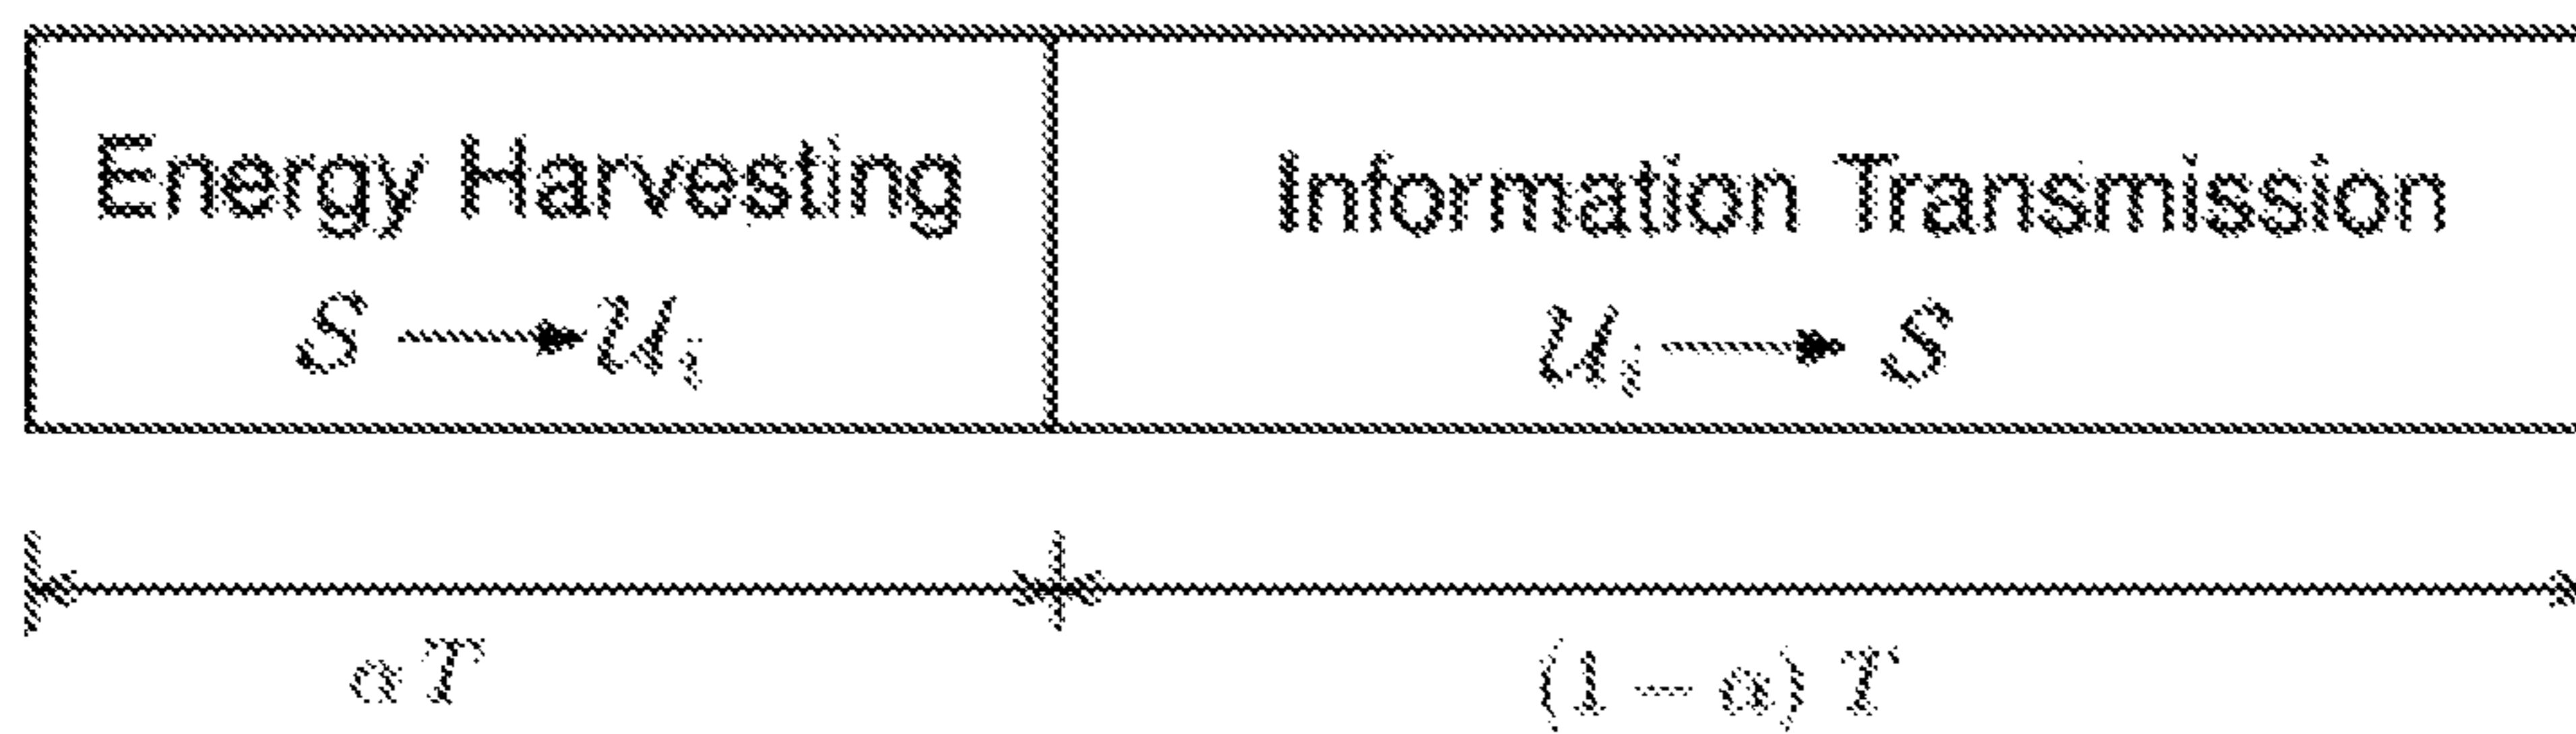 Energy Harvesting
S → U_i
Information Transmission
U_i → S
αT
(1 − α) T